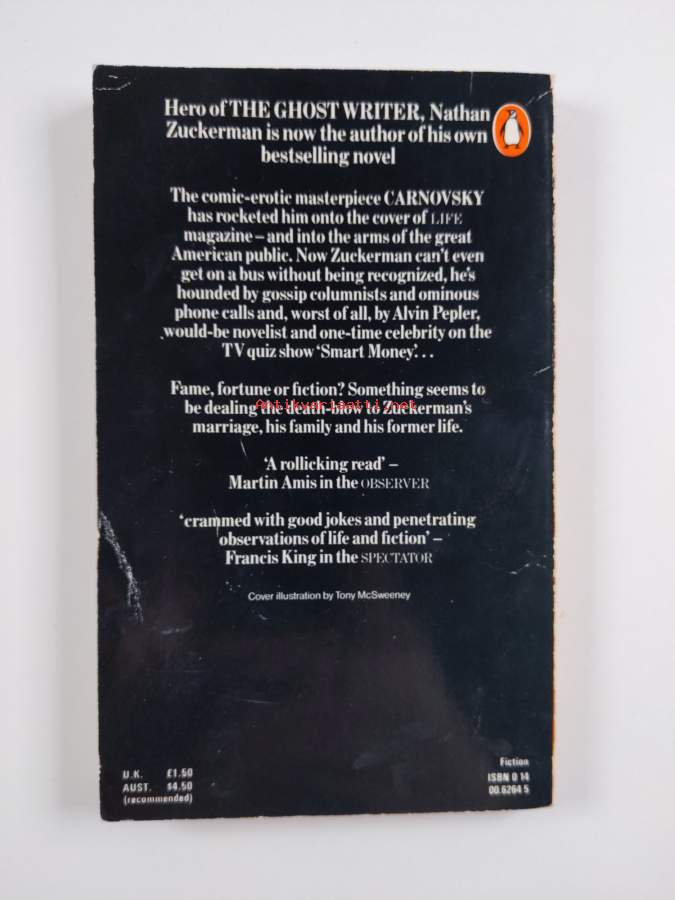 Hero of THE GHOST WRITER, Nathan
Zuckerman is now the author of his own
bestselling novel
The comic-erotic masterpiece CARNOVSKY
has rocketed him onto the cover of LIFE
magazine – and into the arms of the great
American public. Now Zuckerman can't even
get on a bus without being recognized, he's
hounded by gossip columnists and ominous
phone calls and, worst of all, by Alvin Pepler,
would-be novelist and one-time celebrity on the
TV quiz show 'Smart Money'...
Fame, fortune or fiction? Something seems to
be dealing the death-blow to Zuckerman's
Antikvariaatti.net
marriage, his family and his former life.
'A rollicking read' –
Martin Amis in the OBSERVER
'crammed with good jokes and penetrating
observations of life and fiction' –
Francis King in the SPECTATOR
Cover illustration by Tony McSweeney
U.K. £1.50
AUST. $4.50
(recommended)
Fiction
ISBN 0 14
00.6264 5